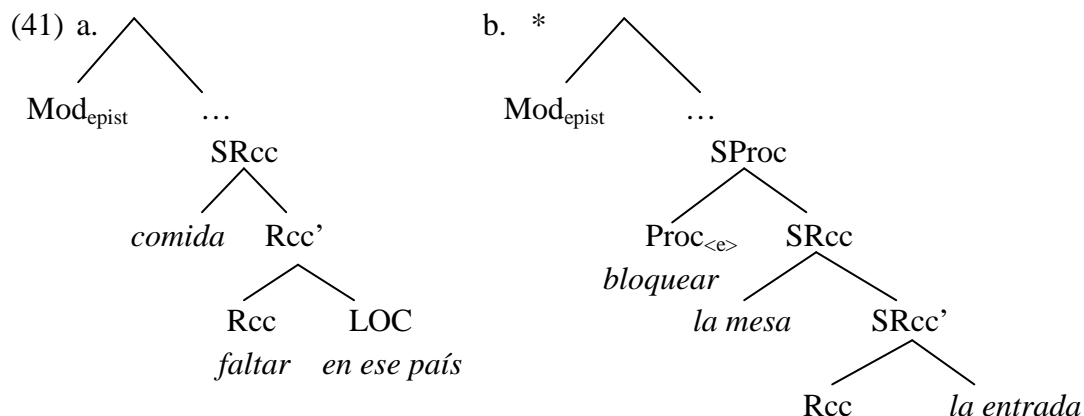 (41) a. b. *
Modepist … Modepist …
SRcc SProc
comida Rcc’ Proc<e> SRcc
bloquear
Rcc LOC la mesa SRcc’
faltar en ese país
Rcc la entrada